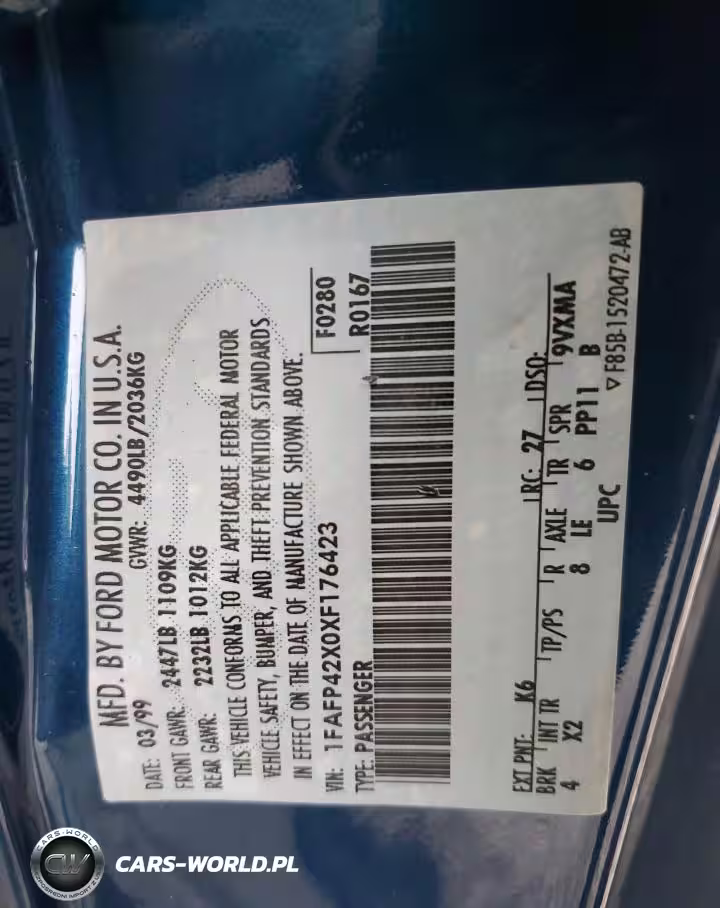 MFD. BY FORD MOTOR CO. IN U.S.A.
DATE: 03/99 GVWR: 4490LB/2036KG
FRONT GAWR: 2447LB 1109KG
REAR GAWR: 2232LB 1012KG
THIS VEHICLE CONFORMS TO ALL APPLICABLE FEDERAL MOTOR
VEHICLE SAFETY, BUMPER, AND THEFT PREVENTION STANDARDS
IN EFFECT ON THE DATE OF MANUFACTURE SHOWN ABOVE.
VIN: 1FAFP42X0XF176423 F0280
TYPE: PASSENGER R0167
EXT PNT: K6 RC: 27 DSO:
BRK INT TR TP/PS R AXLE TR SPR 9VXMA
4 X2 8 LE 6 PP11 B
UPC ▽F85B-1520472-AB
CARS-WORLD
CW
CARS-WORLD.PL